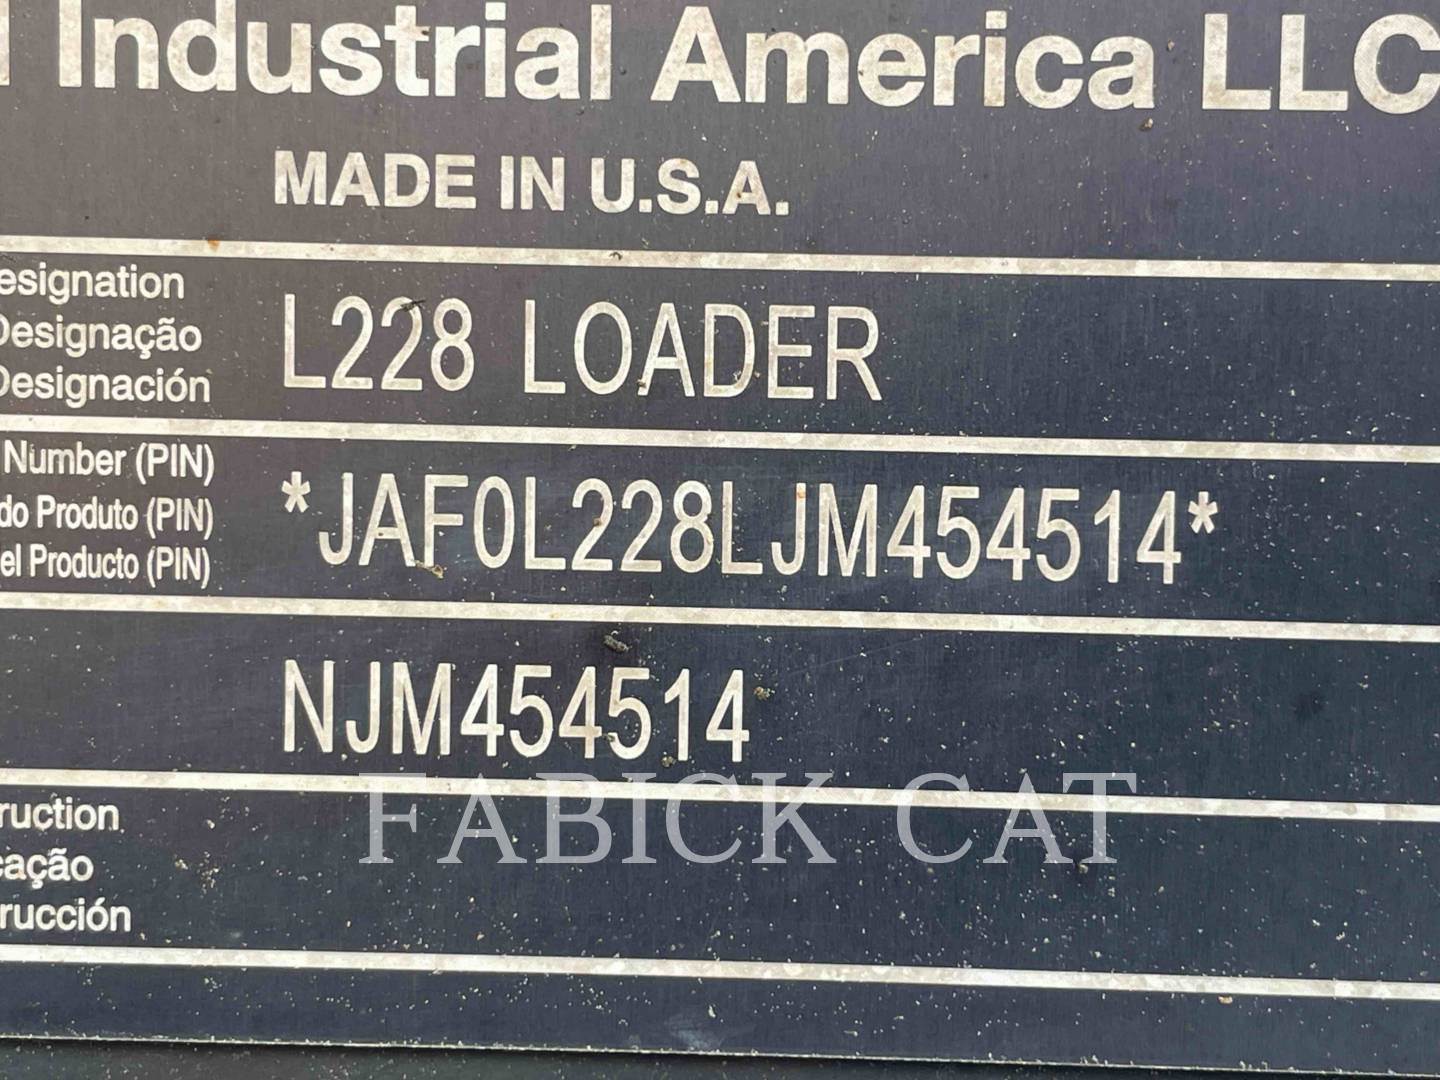 Industrial America LLC
MADE IN U.S.A.
esignation
Designação
Designación
L228 LOADER
Number (PIN)
do Produto (PIN)
el Producto (PIN)
*JAF0L228LJM454514*
NJM454514
ruction
cação
rucción
FABICK CAT